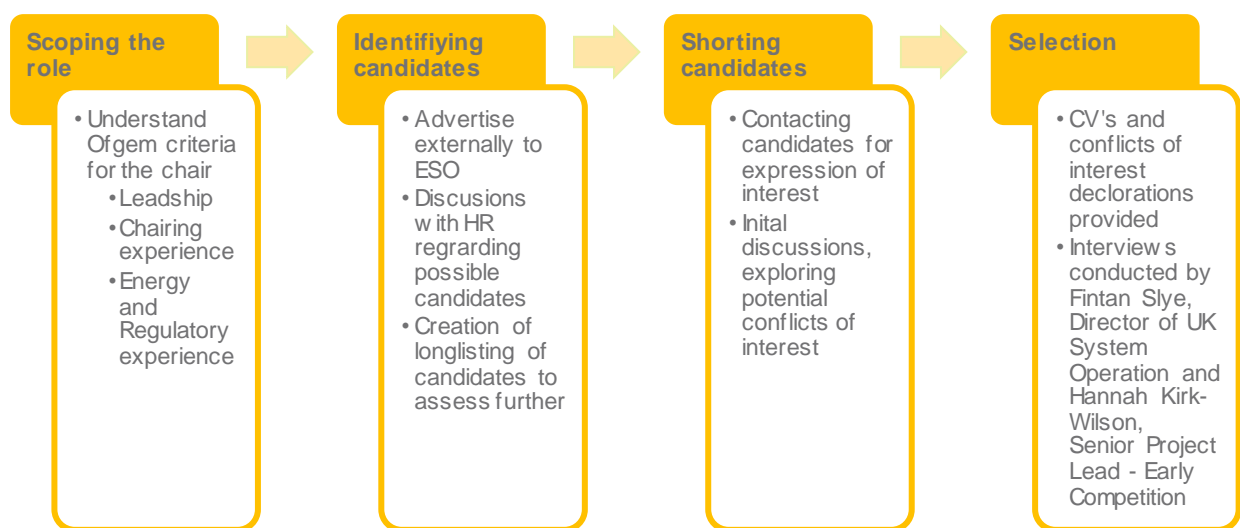 Scoping the
role
• Understand
Ofgem criteria
for the chair
• Leadship
• Chairing
experience
• Energy
and
Regulatory
experience
Identifiying
candidates
• Advertise
externally to
ESO
• Discusions
with HR
regrarding
possible
candidates
• Creation of
longlisting of
candidates to
assess further
Shorting
candidates
• Contacting
candidates for
expression of
interest
• Inital
discussions,
exploring
potential
conflicts of
interest
Selection
• CV's and
conflicts of
interest
declorations
provided
• Interviews
conducted by
Fintan Slye,
Director of UK
System
Operation and
Hannah Kirk-
Wilson,
Senior Project
Lead - Early
Competition